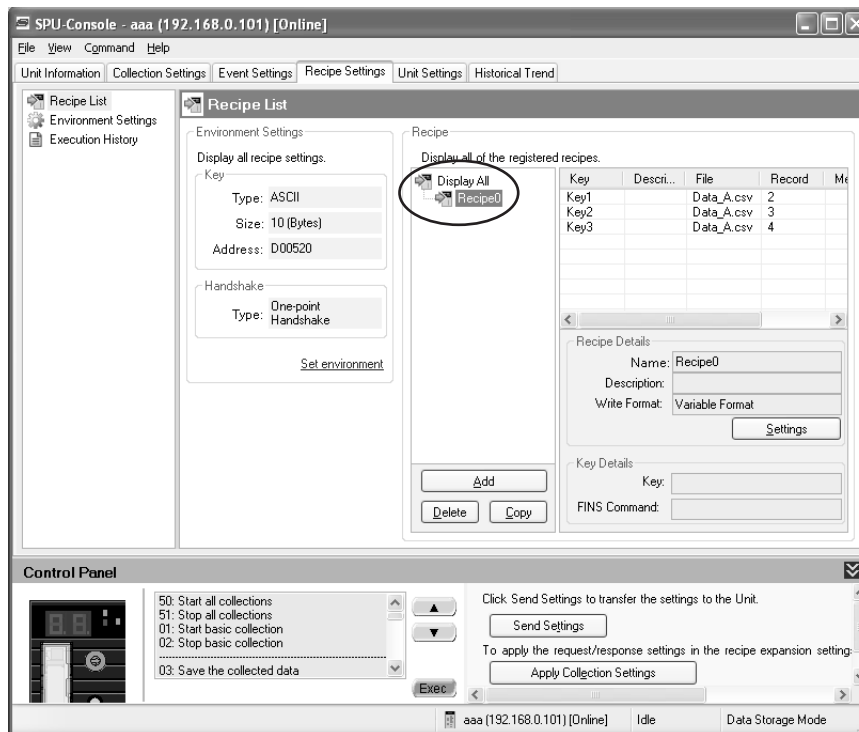 SPU-Console - aaa (192.168.0.101) [Online]
File View Command Help
Unit Information Collection Settings Event Settings Recipe Settings Unit Settings Historical Trend
Recipe List
Environment Settings
Execution History
Recipe List
Environment Settings
Display all recipe settings.
Key
Type: ASCII
Size: 10 (Bytes)
Address: D00520
Handshake
Type: One-point
Handshake
Set environment
Recipe
Display all of the registered recipes.
Display All
Recipe0
Key Descri... File Record Me
Key1 Data_A.csv 2
Key2 Data_A.csv 3
Key3 Data_A.csv 4
Recipe Details
Name: Recipe0
Description:
Write Format: Variable Format
Settings
Key Details
Key:
FINS Command:
Add
Delete Copy
Control Panel
8.8.
50: Start all collections
51: Stop all collections
01: Start basic collection
02: Stop basic collection
03: Save the collected data
Exec
Click Send Settings to transfer the settings to the Unit.
Send Settings
To apply the request/response settings in the recipe expansion setting
Apply Collection Settings
aaa (192.168.0.101) [Online] Idle Data Storage Mode